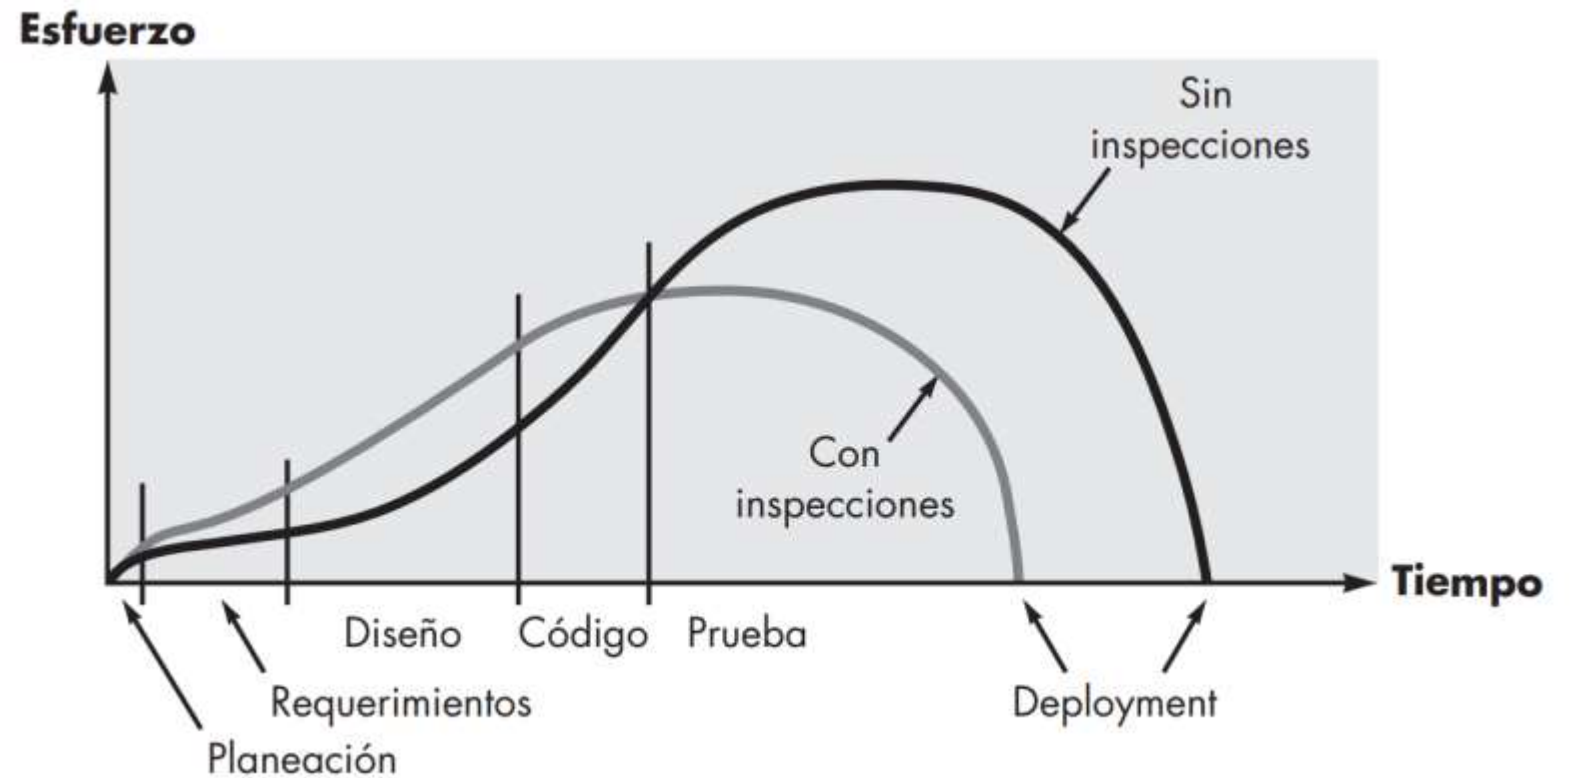 Esfuerzo
Sin
inspecciones
Con
inspecciones
Tiempo
Diseño
Código
Prueba
Requerimientos
Deployment
Planeación